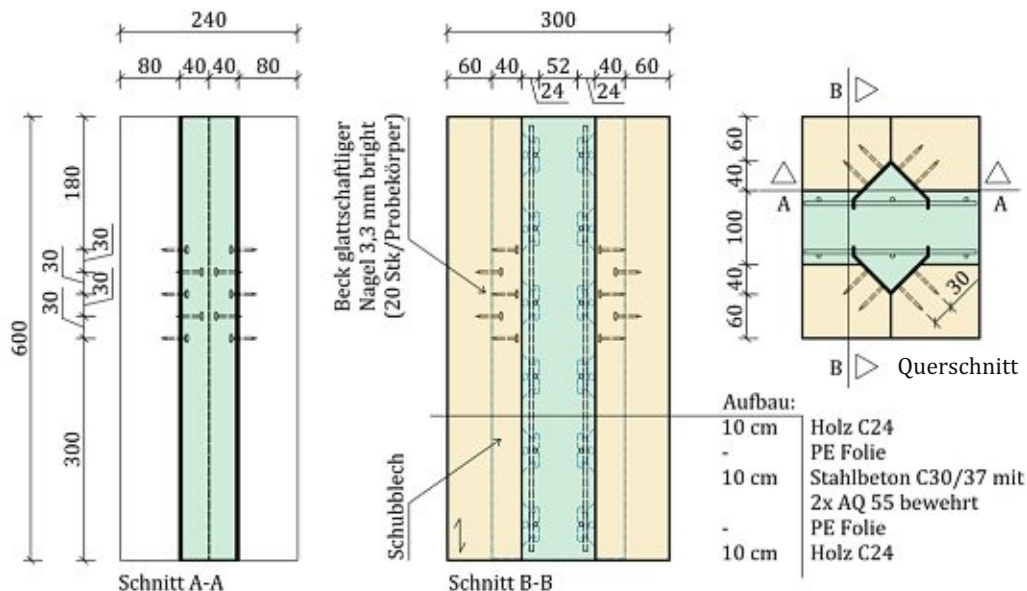 240
80 40 40 80
600
180
30
30
30
30
300
Schnitt A-A
300
60 40 52 40 60
24 24
Beck glattschaftliger
Nagel 3,3 mm bright
(20 Stk/Probekörper)
Schubblech
Schnitt B-B
B
60
40
100
40
60
A A
30
B
Querschnitt
Aufbau:
10 cm Holz C24
- PE Folie
10 cm Stahlbeton C30/37 mit
2x AQ 55 bewehrt
- PE Folie
10 cm Holz C24